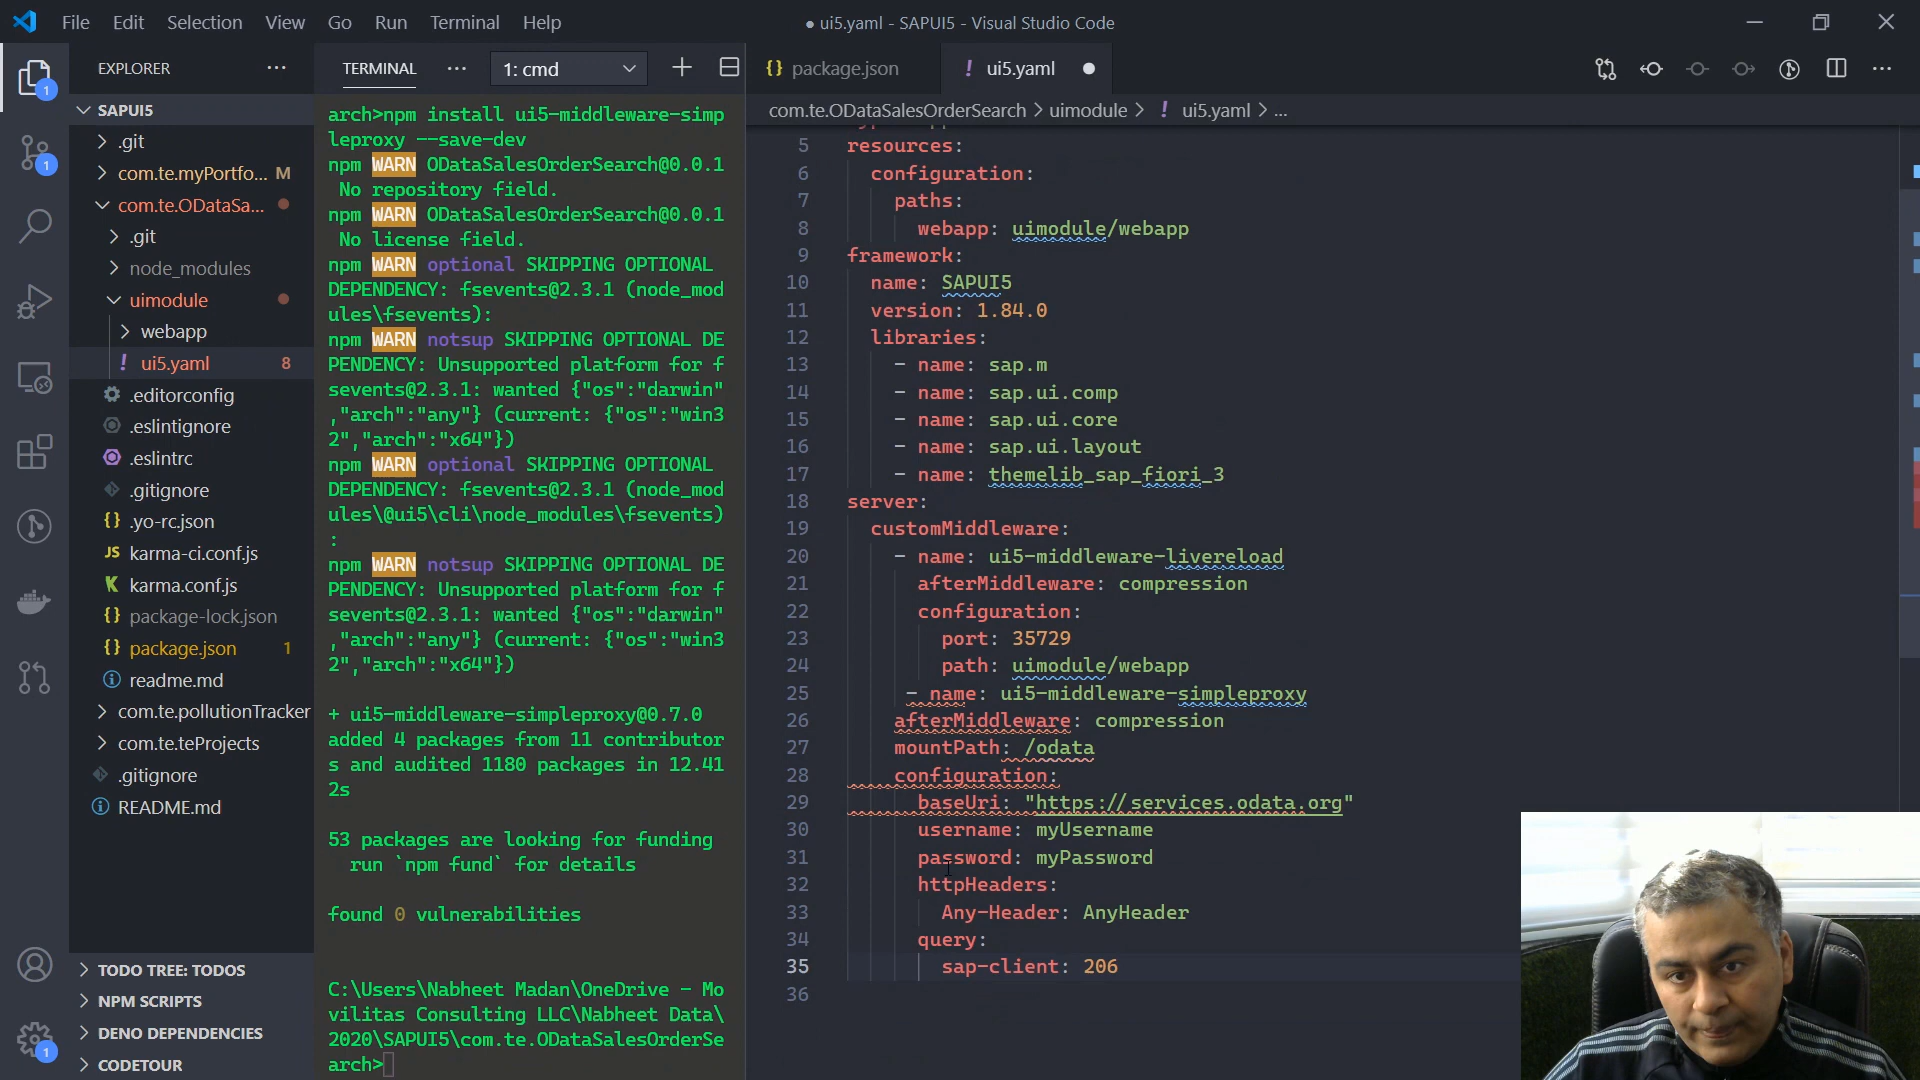 File Edit Selection View Go Run Terminal Help
● ui5.yaml - SAPUI5 - Visual Studio Code
EXPLORER
SAPUI5
.git
com.te.myPortfo... M
com.te.ODataSa...
.git
node_modules
uimodule
webapp
! ui5.yaml 8
.editorconfig
.eslintignore
.eslintrc
.gitignore
{} .yo-rc.json
JS karma-ci.conf.js
karma.conf.js
{} package-lock.json
{} package.json 1
readme.md
com.te.pollutionTracker
com.te.teProjects
.gitignore
README.md
TODO TREE: TODOS
NPM SCRIPTS
DENO DEPENDENCIES
CODETOUR
1
1
1
TERMINAL ··· 1: cmd
arch>npm install ui5-middleware-simp
leproxy --save-dev
npm WARN ODataSalesOrderSearch@0.0.1
No repository field.
npm WARN ODataSalesOrderSearch@0.0.1
No license field.
npm WARN optional SKIPPING OPTIONAL
DEPENDENCY: fsevents@2.3.1 (node_mod
ules\fsevents):
npm WARN notsup SKIPPING OPTIONAL DE
PENDENCY: Unsupported platform for f
sevents@2.3.1: wanted {"os":"darwin"
,"arch":"any"} (current: {"os":"win3
2","arch":"x64"})
npm WARN optional SKIPPING OPTIONAL
DEPENDENCY: fsevents@2.3.1 (node_mod
ules\@ui5\cli\node_modules\fsevents)
:
npm WARN notsup SKIPPING OPTIONAL DE
PENDENCY: Unsupported platform for f
sevents@2.3.1: wanted {"os":"darwin"
,"arch":"any"} (current: {"os":"win3
2","arch":"x64"})
+ ui5-middleware-simpleproxy@0.7.0
added 4 packages from 11 contributor
s and audited 1180 packages in 12.41
2s
53 packages are looking for funding
run `npm fund` for details
found 0 vulnerabilities
C:\Users\Nabheet Madan\OneDrive - Mo
vilitas Consulting LLC\Nabheet Data\
2020\SAPUI5\com.te.ODataSalesOrderSe
arch>
{} package.json ! ui5.yaml ●
com.te.ODataSalesOrderSearch > uimodule > ! ui5.yaml > ...
5 resources:
6 configuration:
7 paths:
8 webapp: uimodule/webapp
9 framework:
10 name: SAPUI5
11 version: 1.84.0
12 libraries:
13 - name: sap.m
14 - name: sap.ui.comp
15 - name: sap.ui.core
16 - name: sap.ui.layout
17 - name: themelib_sap_fiori_3
18 server:
19 customMiddleware:
20 - name: ui5-middleware-livereload
21 afterMiddleware: compression
22 configuration:
23 port: 35729
24 path: uimodule/webapp
25 - name: ui5-middleware-simpleproxy
26 afterMiddleware: compression
27 mountPath: /odata
28 configuration:
29 baseUri: "https://services.odata.org"
30 username: myUsername
31 password: myPassword
32 httpHeaders:
33 Any-Header: AnyHeader
34 query:
35 sap-client: 206
36